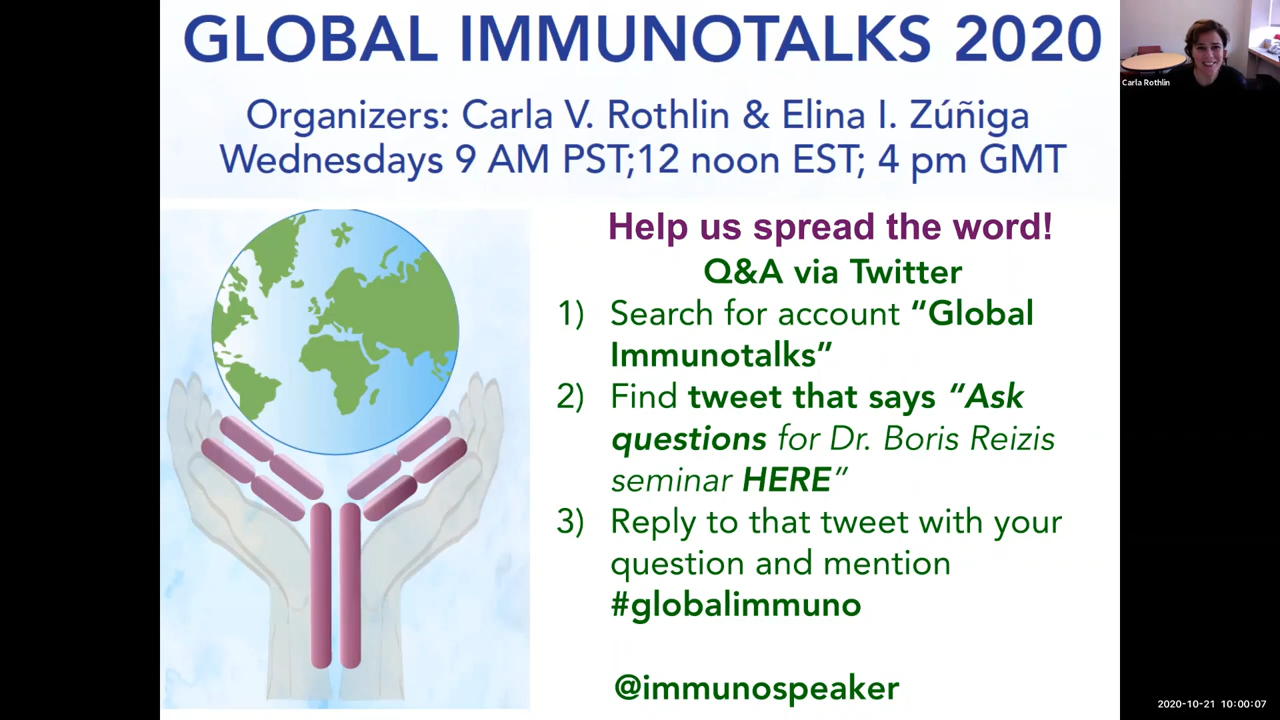 GLOBAL IMMUNOTALKS 2020
Organizers: Carla V. Rothlin & Elina I. Zúñiga
Wednesdays 9 AM PST;12 noon EST; 4 pm GMT
Carla Rothlin
Help us spread the word!
Q&A via Twitter
1) Search for account “Global
Immunotalks”
2) Find tweet that says “Ask
questions for Dr. Boris Reizis
seminar HERE”
3) Reply to that tweet with your
question and mention
#globalimmuno
@immunospeaker
2020-10-21 10:00:07